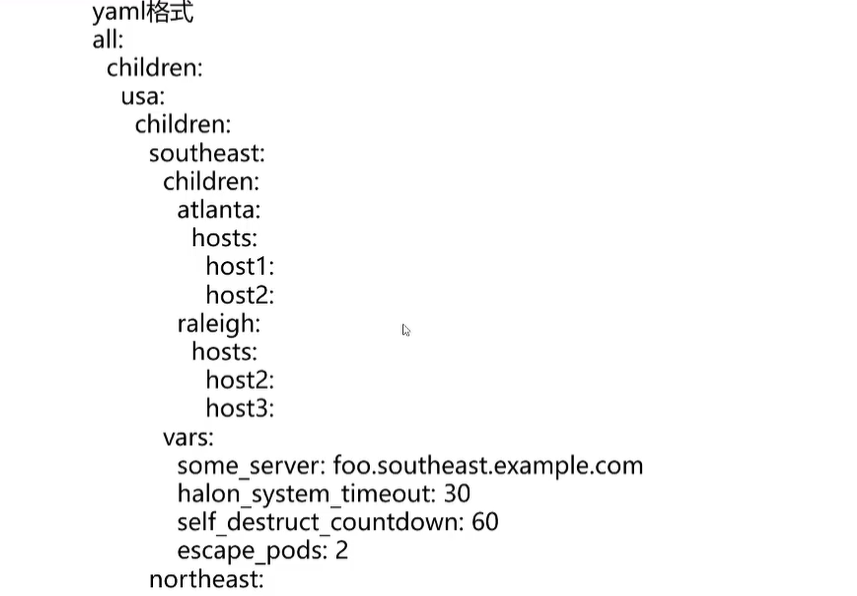 yaml格式
all:
  children:
    usa:
      children:
        southeast:
          children:
            atlanta:
              hosts:
                host1:
                host2:
            raleigh:
              hosts:
                host2:
                host3:
          vars:
            some_server: foo.southeast.example.com
            halon_system_timeout: 30
            self_destruct_countdown: 60
            escape_pods: 2
        northeast: